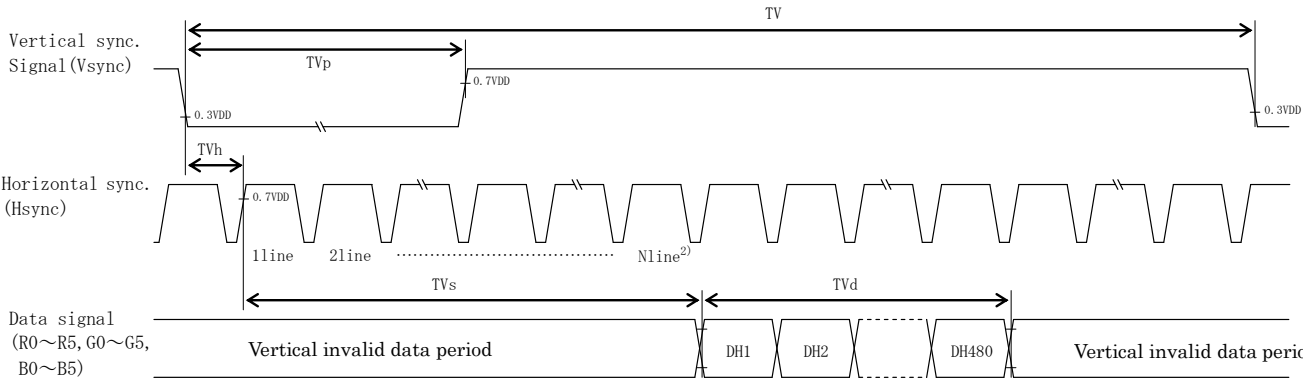 TV
Vertical sync.
Signal(Vsync)
TVp
0.7VDD
0.3VDD
0.3VDD
TVh
Horizontal sync.
(Hsync)
0.7VDD
1line 2line ………………………… Nline2)
TVs
TVd
Data signal
(R0～R5,G0～G5,
B0～B5)
Vertical invalid data period
DH1
DH2
DH480
Vertical invalid data perio